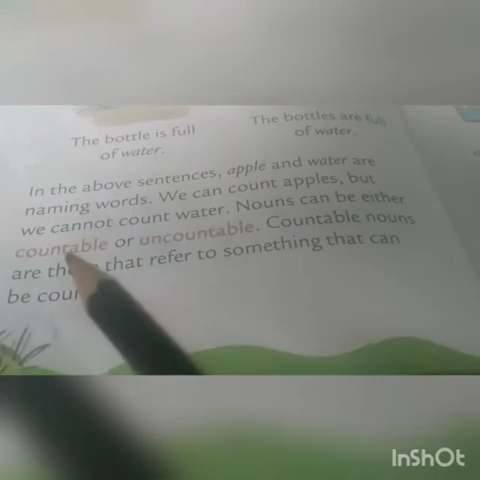 The bottle is full
of water.
The bottles are full
of water.
In the above sentences, apple and water are
naming words. We can count apples, but
we cannot count water. Nouns can be either
countable or uncountable. Countable nouns
are that refer to something that can
be
InShOt